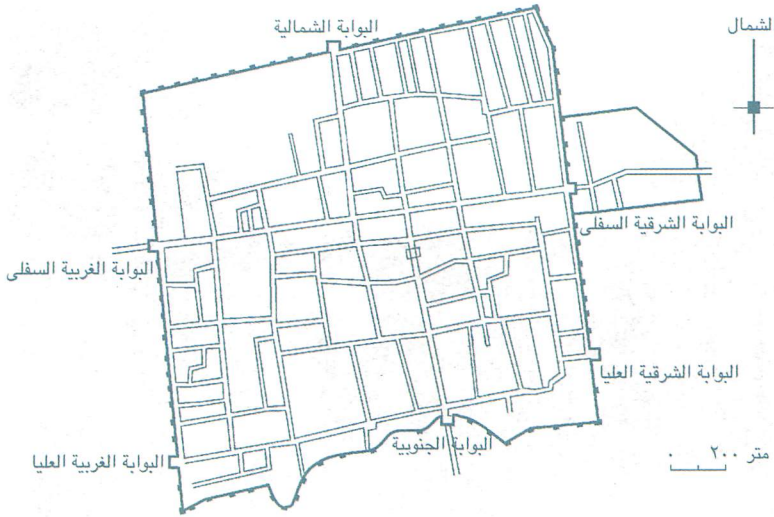 البوابة الشمالية
لشمال
البوابة الشرقية السفلى
البوابة الغربية السفلى
البوابة الشرقية العليا
البوابة الجنوبية
البوابة الغربية العليا
٠ ٢٠٠ متر